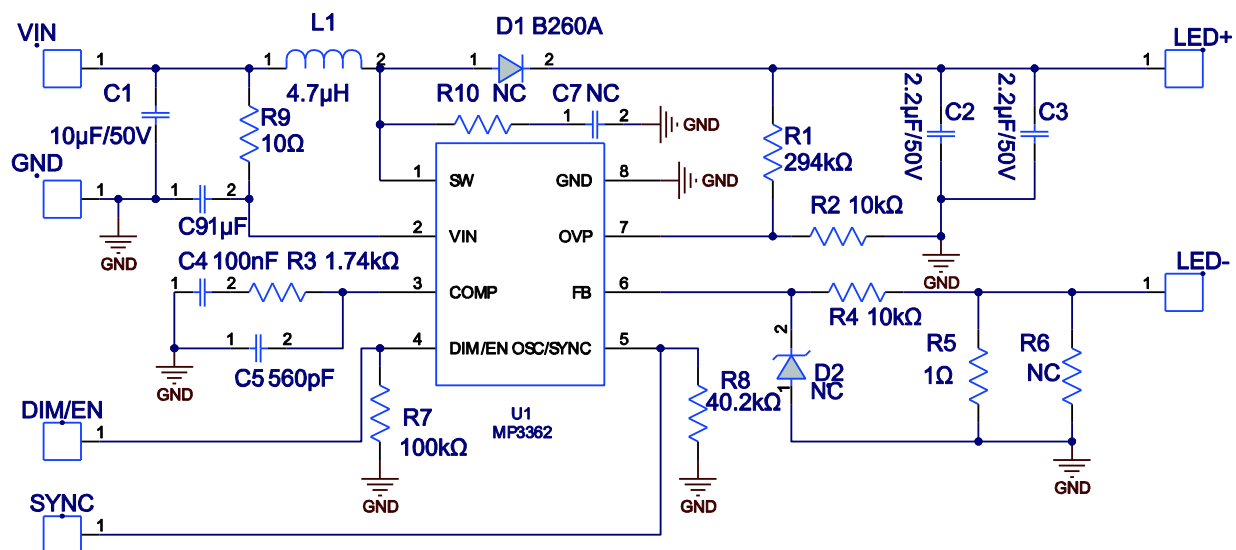 VIN
1
L1
1
2
4.7µH
D1 B260A
1
2
LED+
1
C1
10µF/50V
R9
10Ω
R10 NC
C7 NC
1
2
GND
R1
294kΩ
2.2µF/50V
C2
2.2µF/50V
C3
GND
1
1
2
C9 1µF
GND
1
SW
GND
8
GND
2
VIN
OVP
7
R2 10kΩ
GND
C4 100nF R3 1.74kΩ
1
2
3
COMP
FB
6
R4 10kΩ
LED-
1
1
2
C5 560pF
GND
4
DIM/EN OSC/SYNC
5
2
1
D2
NC
R5
1Ω
R6
NC
R8
40.2kΩ
U1
MP3362
R7
100kΩ
DIM/EN
1
GND
GND
GND
SYNC
1